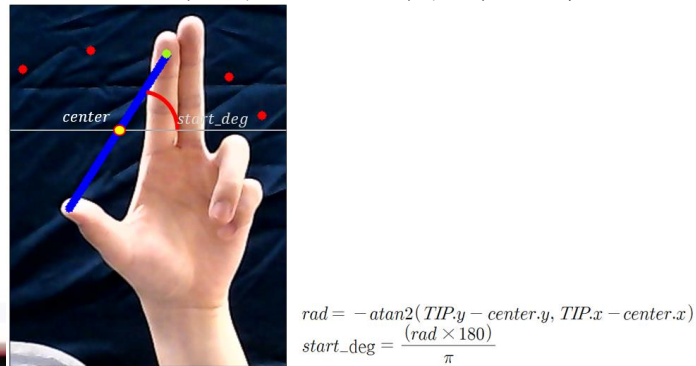 center
start_deg
rad = −atan2(TIP.y − center.y, TIP.x − center.x)
start_deg = (rad × 180) / π